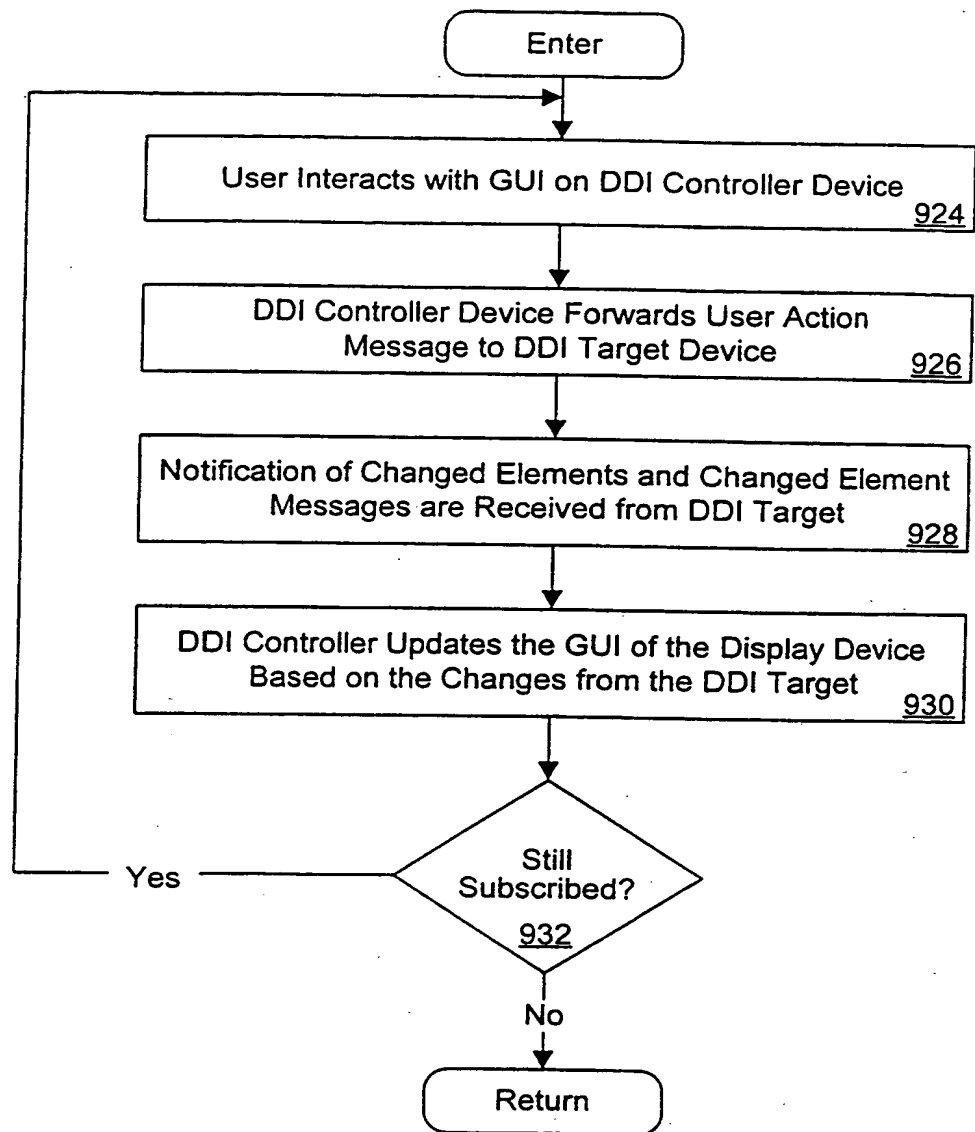 Enter
User Interacts with GUI on DDI Controller Device
924
DDI Controller Device Forwards User Action
Message to DDI Target Device
926
Notification of Changed Elements and Changed Element
Messages are Received from DDI Target
928
DDI Controller Updates the GUI of the Display Device
Based on the Changes from the DDI Target
930
Still
Subscribed?
932
Yes
No
Return